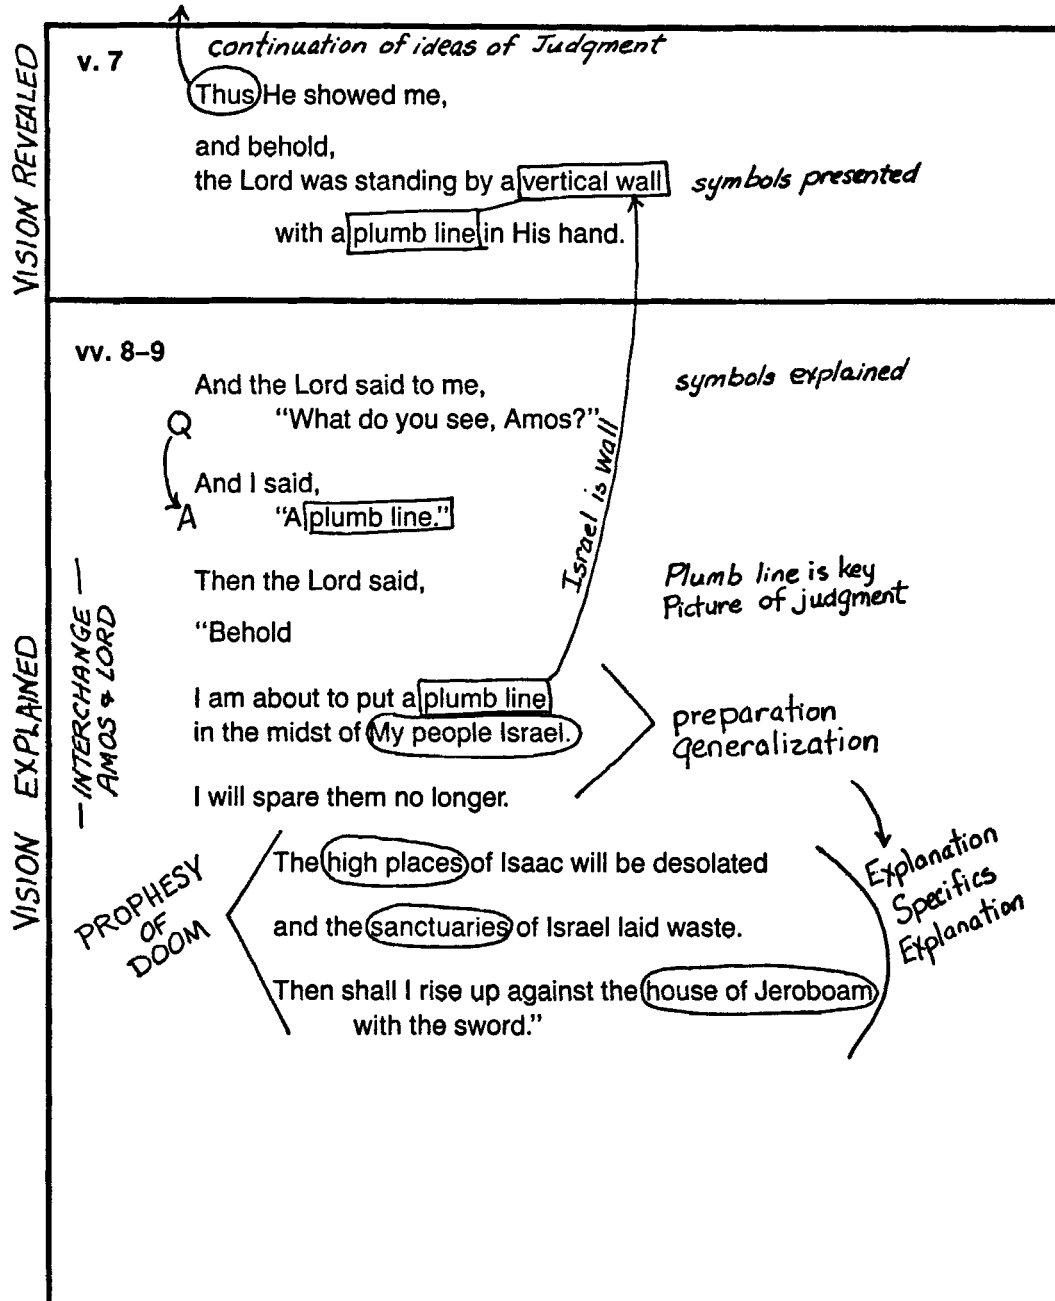 VISION REVEALED
continuation of ideas of Judgment
v. 7
Thus He showed me,
and behold,
the Lord was standing by a vertical wall
symbols presented
with a plumb line in His hand.
VISION EXPLAINED
vv. 8–9
symbols explained
And the Lord said to me,
"What do you see, Amos?"
Q
And I said,
A
"A plumb line."
Israel is wall
— INTERCHANGE —
AMOS & LORD
Then the Lord said,
Plumb line is key
Picture of judgment
"Behold
I am about to put a plumb line
in the midst of My people Israel.
preparation
generalization
I will spare them no longer.
PROPHESY
OF
DOOM
The high places of Isaac will be desolated
and the sanctuaries of Israel laid waste.
Then shall I rise up against the house of Jeroboam
with the sword."
Explanation
Specifics
Explanation